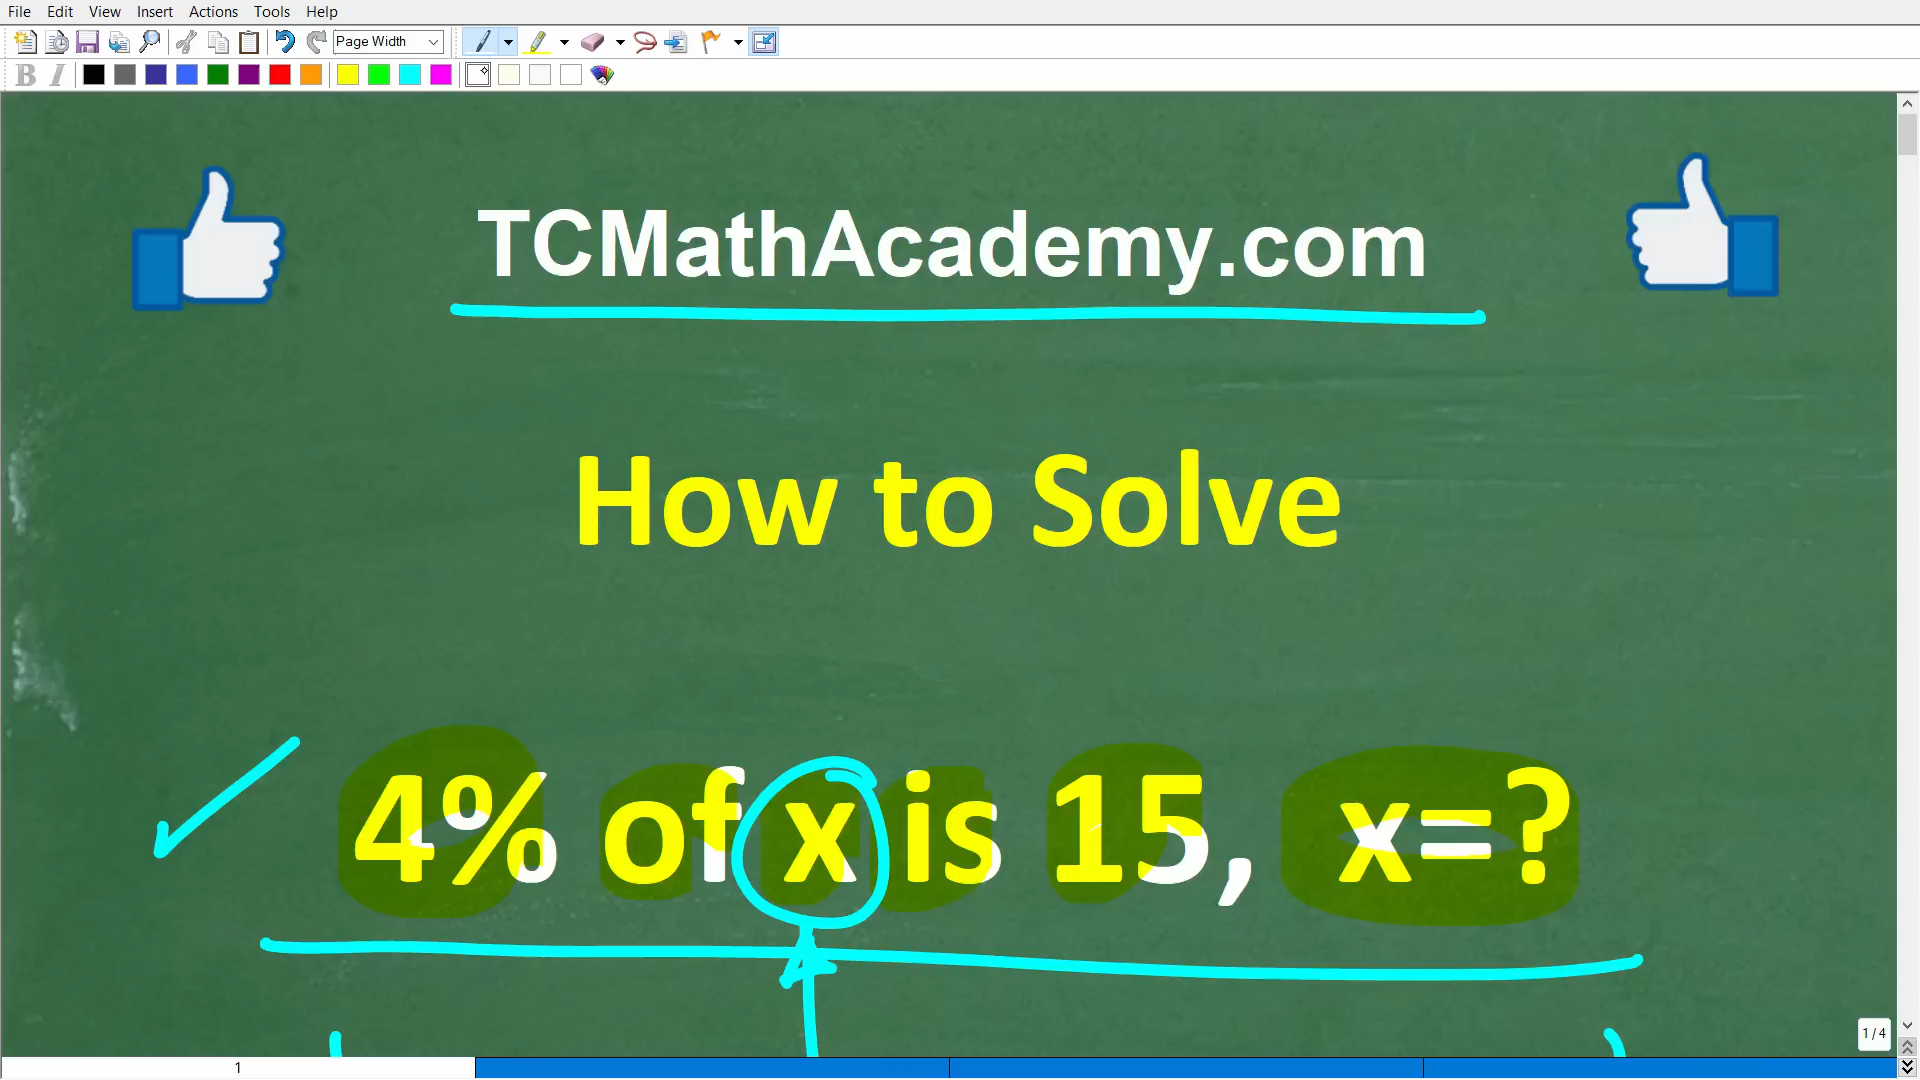 File Edit View Insert Actions Tools Help
Page Width
B I
TCMathAcademy.com
How to Solve
4% of x is 15, x=?
1 / 4
1